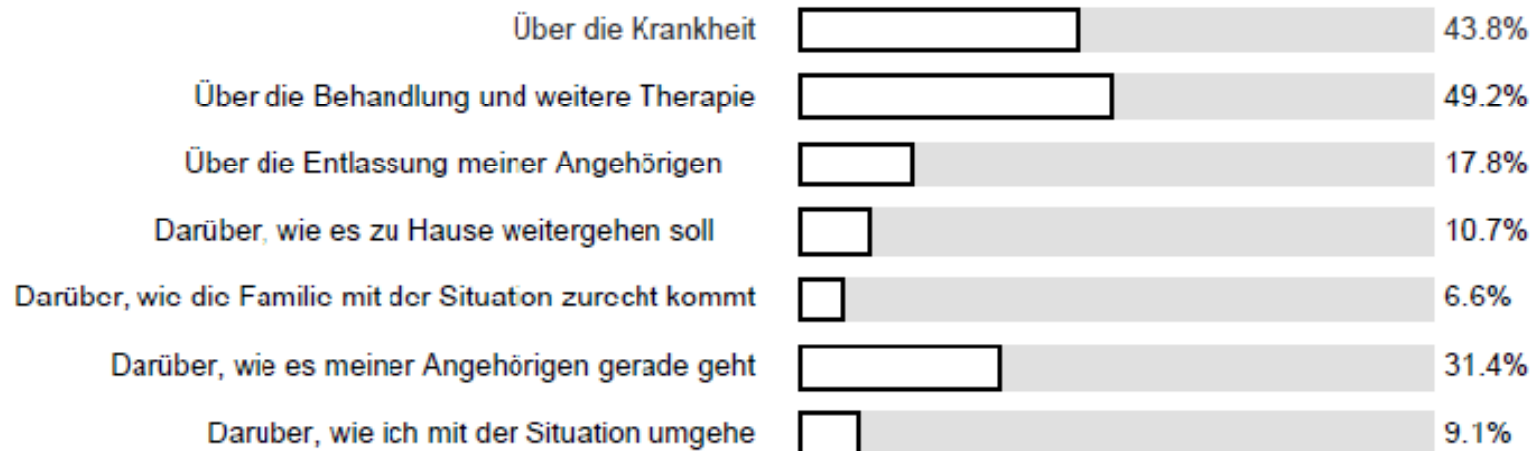 Über die Krankheit 43.8%
Über die Behandlung und weitere Therapie 49.2%
Über die Entlassung meiner Angehörigen 17.8%
Darüber, wie es zu Hause weitergehen soll 10.7%
Darüber, wie die Familie mit der Situation zurecht kommt 6.6%
Darüber, wie es meiner Angehörigen gerade geht 31.4%
Daruber, wie ich mit der Situation umgehe 9.1%